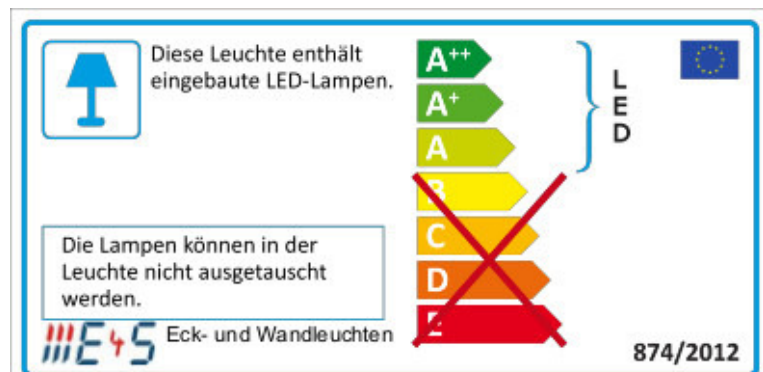 Diese Leuchte enthält
eingebaute LED-Lampen.
A++
A+
A
B
C
D
E
L
E
D
Die Lampen können in der
Leuchte nicht ausgetauscht
werden.
E4S Eck- und Wandleuchten
874/2012